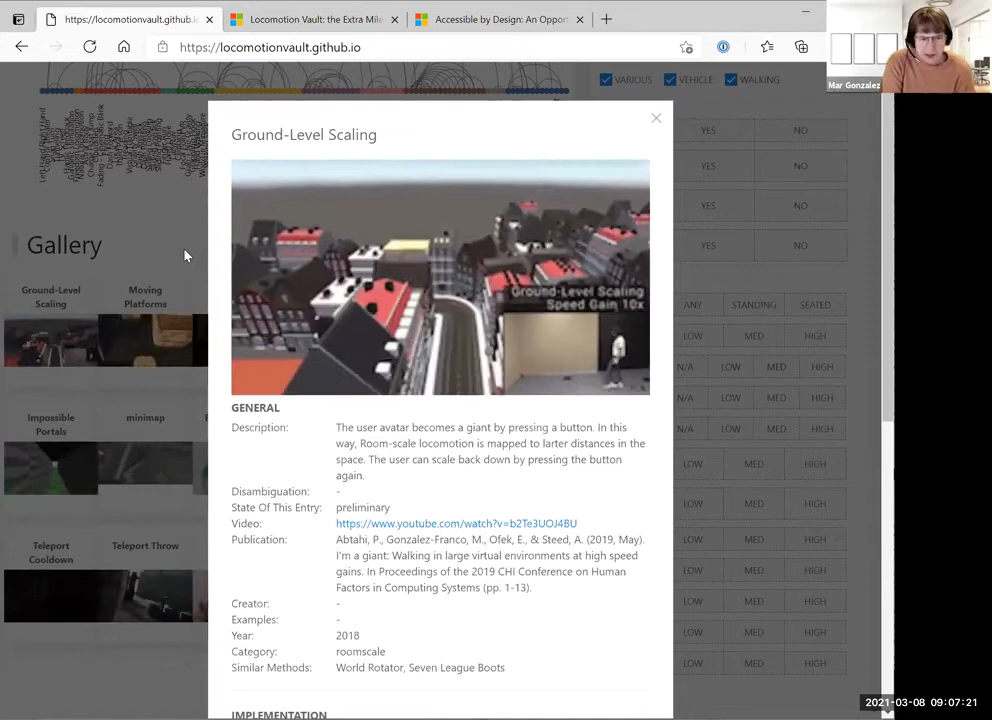 https://locomotionvault.github.io
Locomotion Vault: the Extra Mile
Accessible by Design: An Oppor
https://locomotionvault.github.io
Mar Gonzalez
VARIOUS VEHICLE WALKING
Gallery
Ground-Level
Scaling
Moving
Platforms
Impossible
Portals
minimap
Teleport
Cooldown
Teleport Throw
Ground-Level Scaling
Ground-Level Scaling
Speed Gain 10x
GENERAL
Description: The user avatar becomes a giant by pressing a button. In this
way, Room-scale locomotion is mapped to larter distances in the
space. The user can scale back down by pressing the button
again.
Disambiguation: -
State Of This Entry: preliminary
Video: https://www.youtube.com/watch?v=b2Te3UOJ4BU
Publication: Abtahi, P., Gonzalez-Franco, M., Ofek, E., & Steed, A. (2019, May).
I'm a giant: Walking in large virtual environments at high speed
gains. In Proceedings of the 2019 CHI Conference on Human
Factors in Computing Systems (pp. 1-13).
Creator: -
Examples: -
Year: 2018
Category: roomscale
Similar Methods: World Rotator, Seven League Boots
IMPLEMENTATION
YES NO
YES NO
YES NO
YES NO
ANY STANDING SEATED
LOW MED HIGH
N/A LOW MED HIGH
N/A LOW MED HIGH
N/A LOW MED HIGH
LOW MED HIGH
LOW MED HIGH
LOW MED HIGH
LOW MED HIGH
LOW MED HIGH
LOW MED HIGH
LOW MED HIGH
2021-03-08 09:07:21